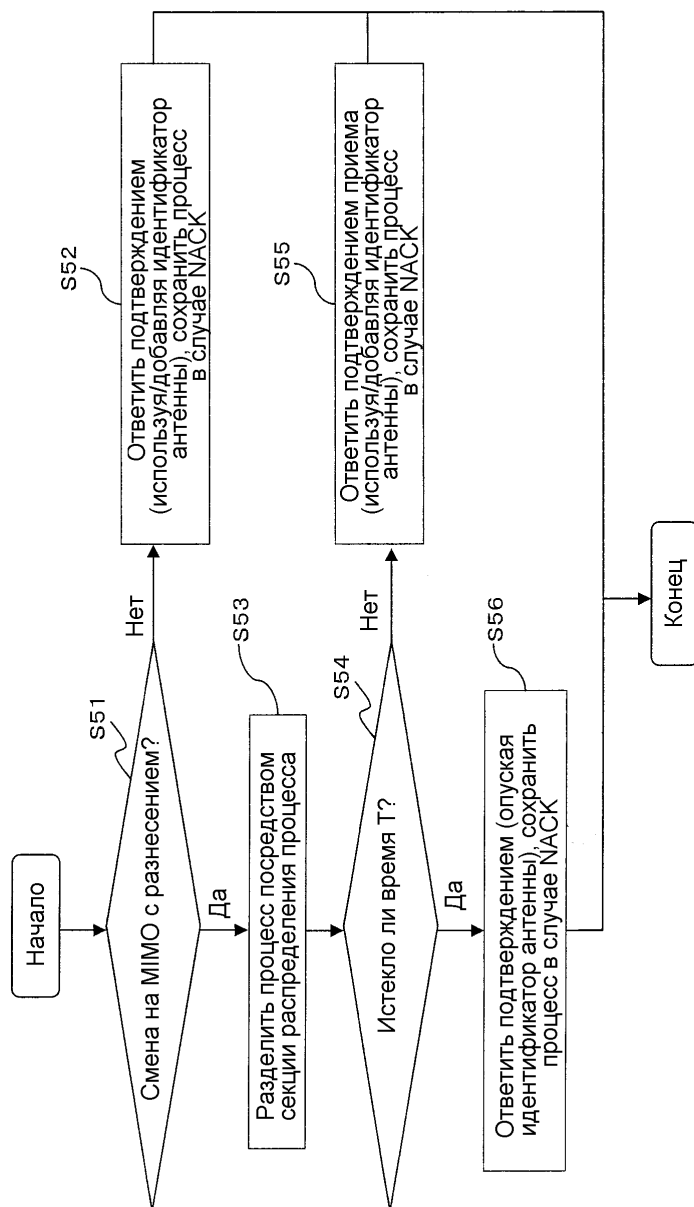 Начало
Смена на MIMO с разнесением?
S51
Нет
Ответить подтверждением
(используя/добавляя идентификатор
антенны), сохранить процесс
в случае NACK
S52
Да
Разделить процесс посредством
секции распределения процесса
S53
Истекло ли время T?
S54
Нет
Ответить подтверждением приема
(используя/добавляя идентификатор
антенны), сохранить процесс
в случае NACK
S55
Да
Ответить подтверждением (опуская
идентификатор антенны), сохранить
процесс в случае NACK
S56
Конец